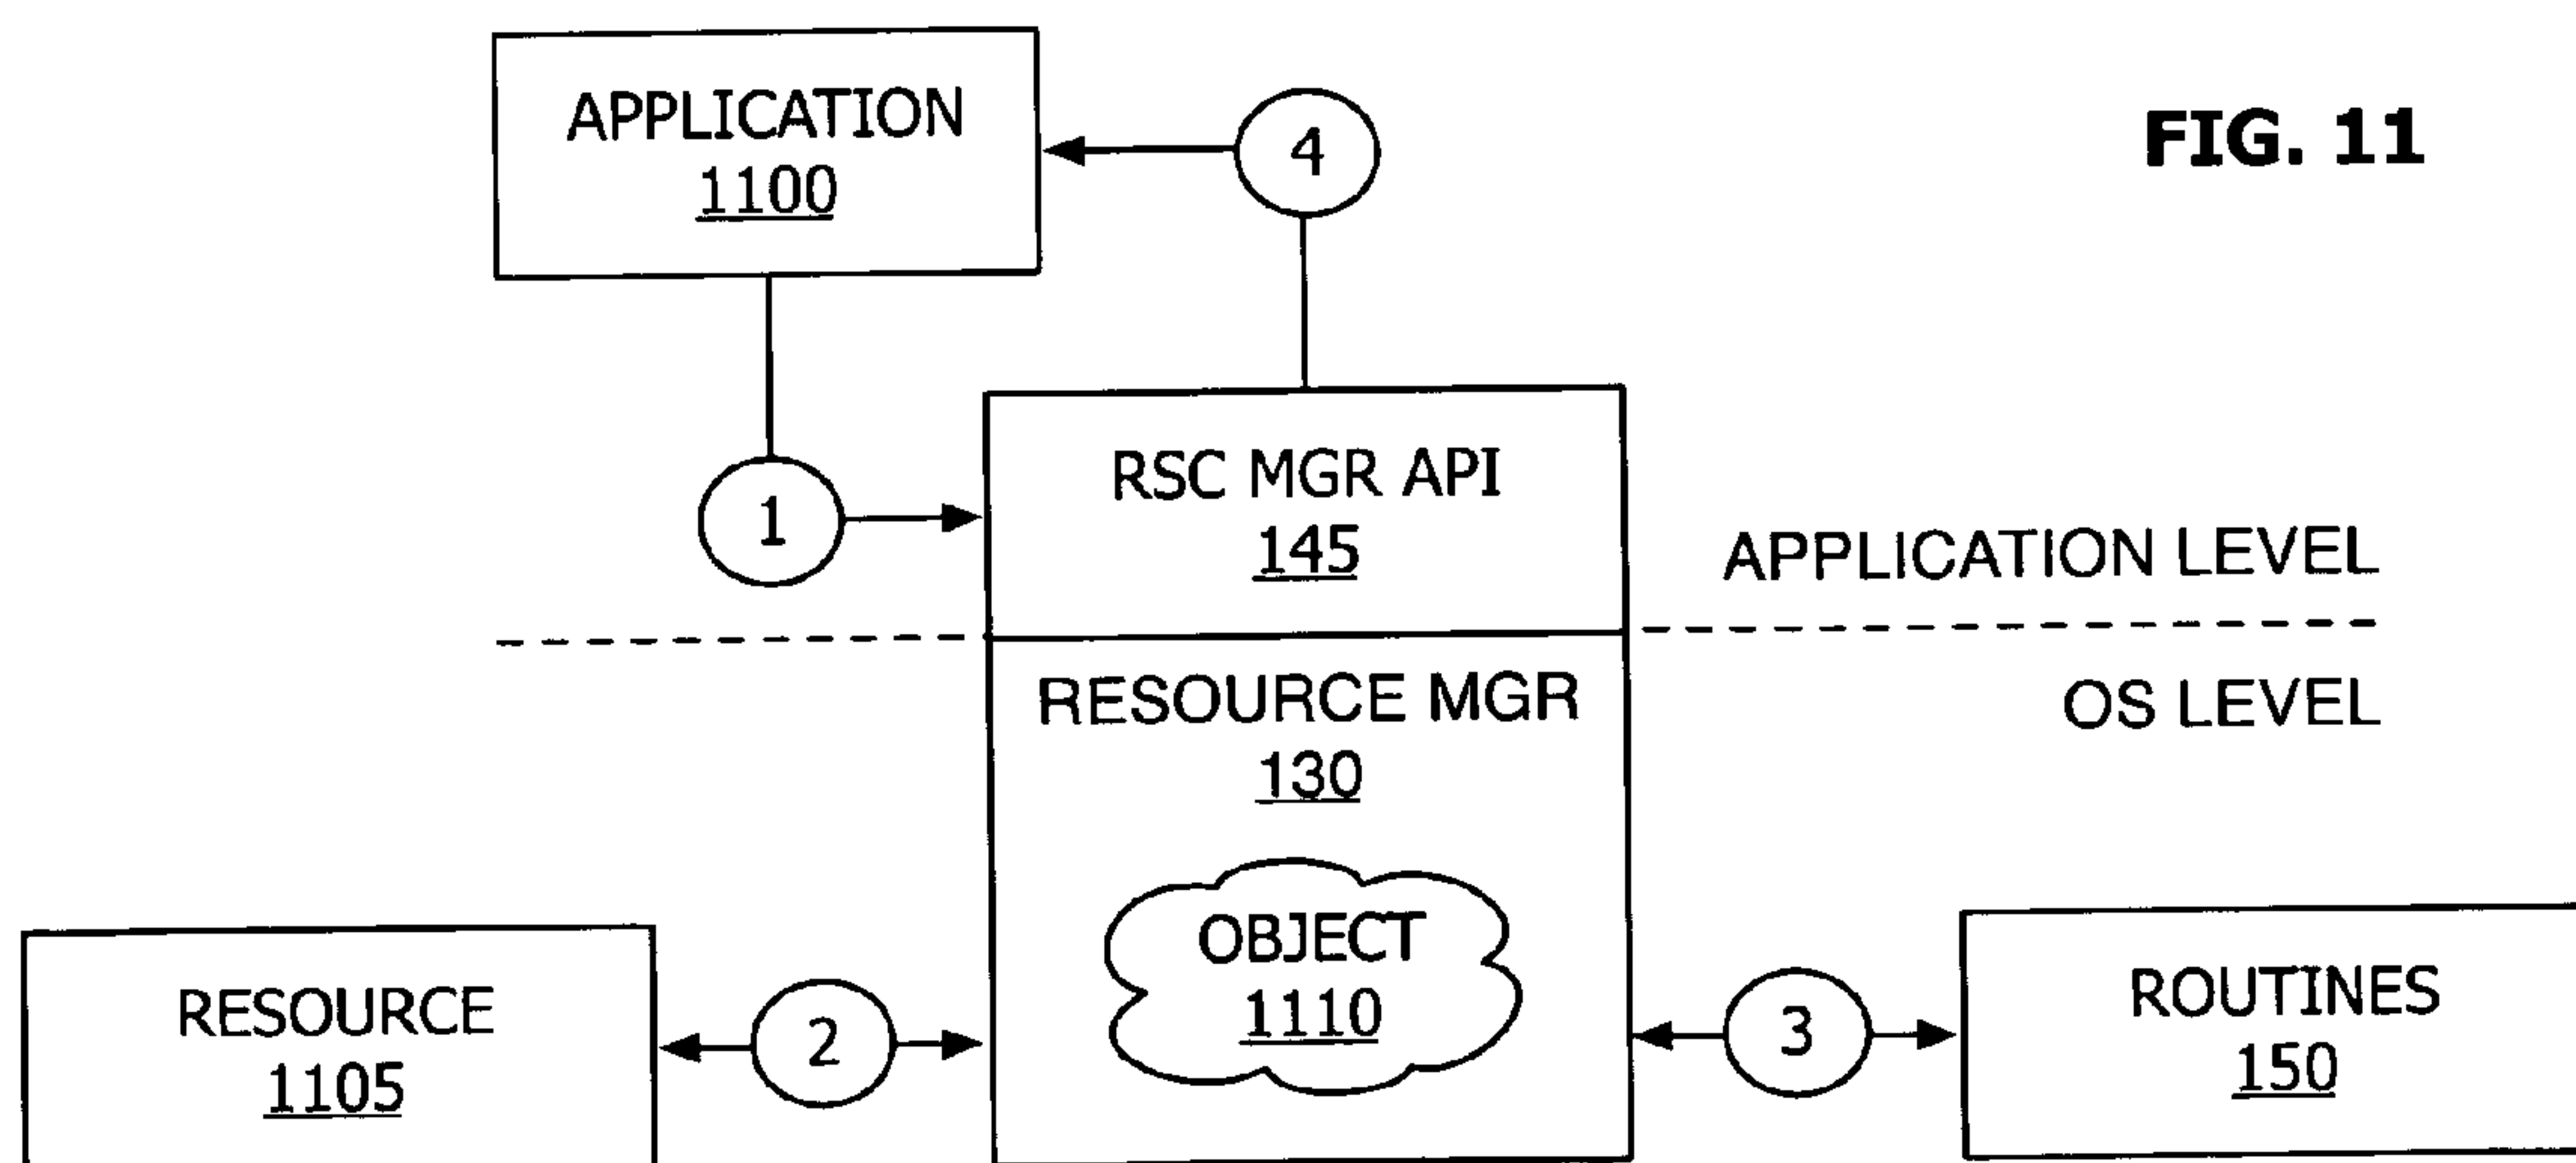 APPLICATION
1100
4
FIG. 11
1
RSC MGR API
145
APPLICATION LEVEL
RESOURCE MGR
130
OS LEVEL
OBJECT
1110
RESOURCE
1105
2
3
ROUTINES
150